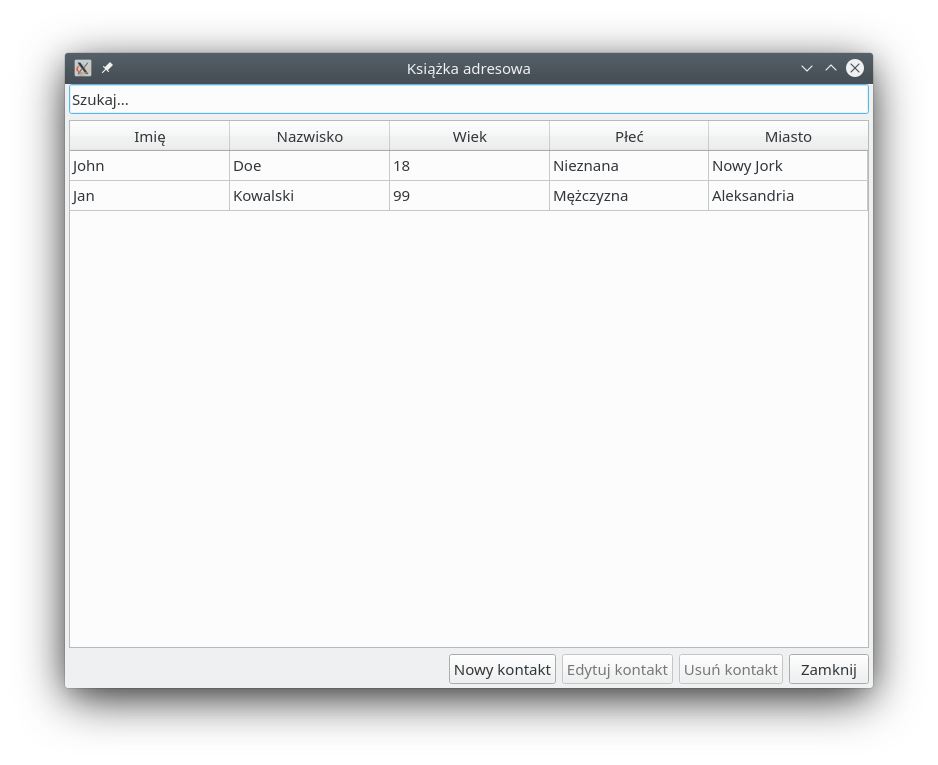 Książka adresowa
Szukaj...
Imię Nazwisko Wiek Płeć Miasto
John Doe 18 Nieznana Nowy Jork
Jan Kowalski 99 Mężczyzna Aleksandria
Nowy kontakt Edytuj kontakt Usuń kontakt Zamknij